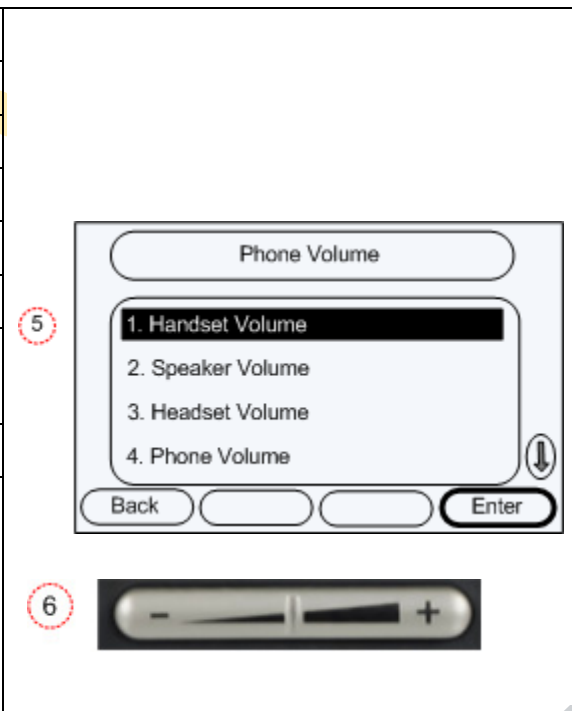 Phone Volume
5
1. Handset Volume
2. Speaker Volume
3. Headset Volume
4. Phone Volume
Back Enter
6
- +